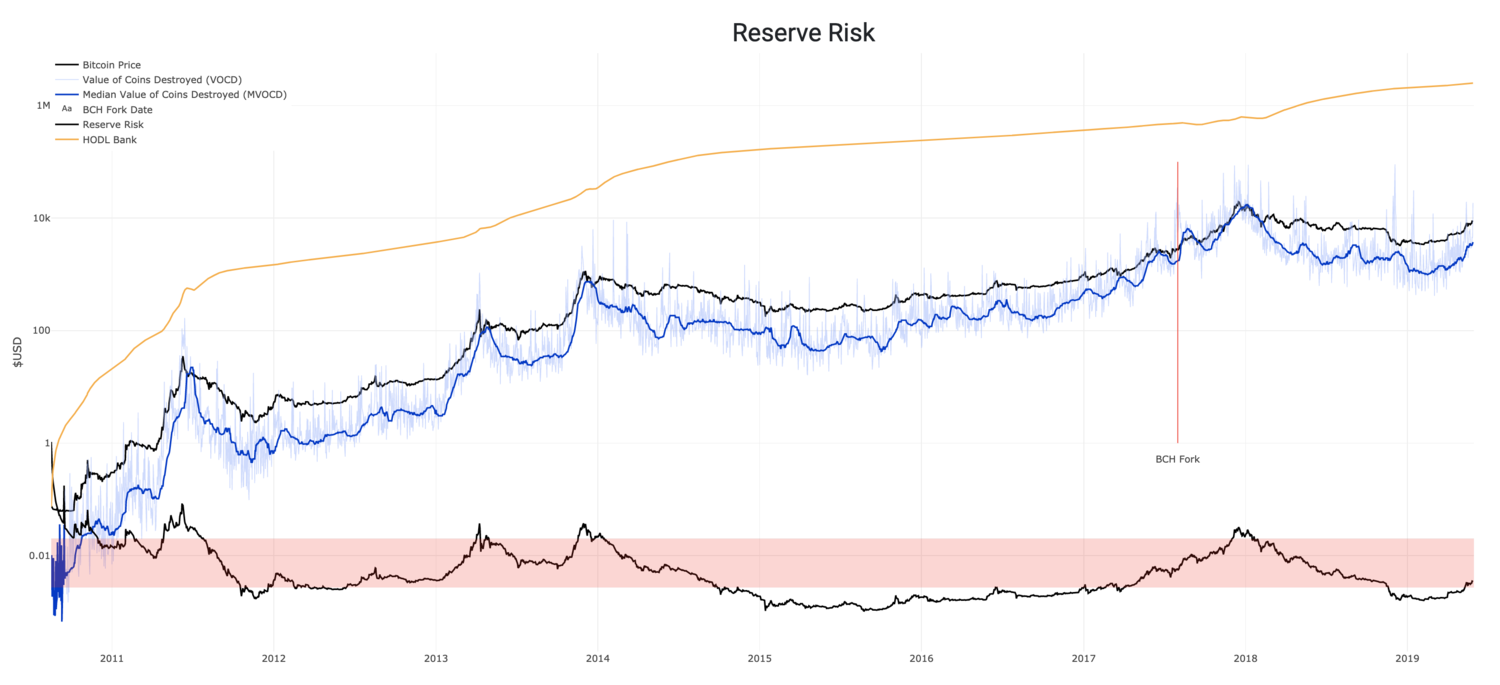 Reserve Risk
Bitcoin Price
Value of Coins Destroyed (VOCD)
Median Value of Coins Destroyed (MVOCD)
Aa BCH Fork Date
Reserve Risk
HODL Bank
1M
10k
100
1
0.01
$USD
BCH Fork
2011 2012 2013 2014 2015 2016 2017 2018 2019